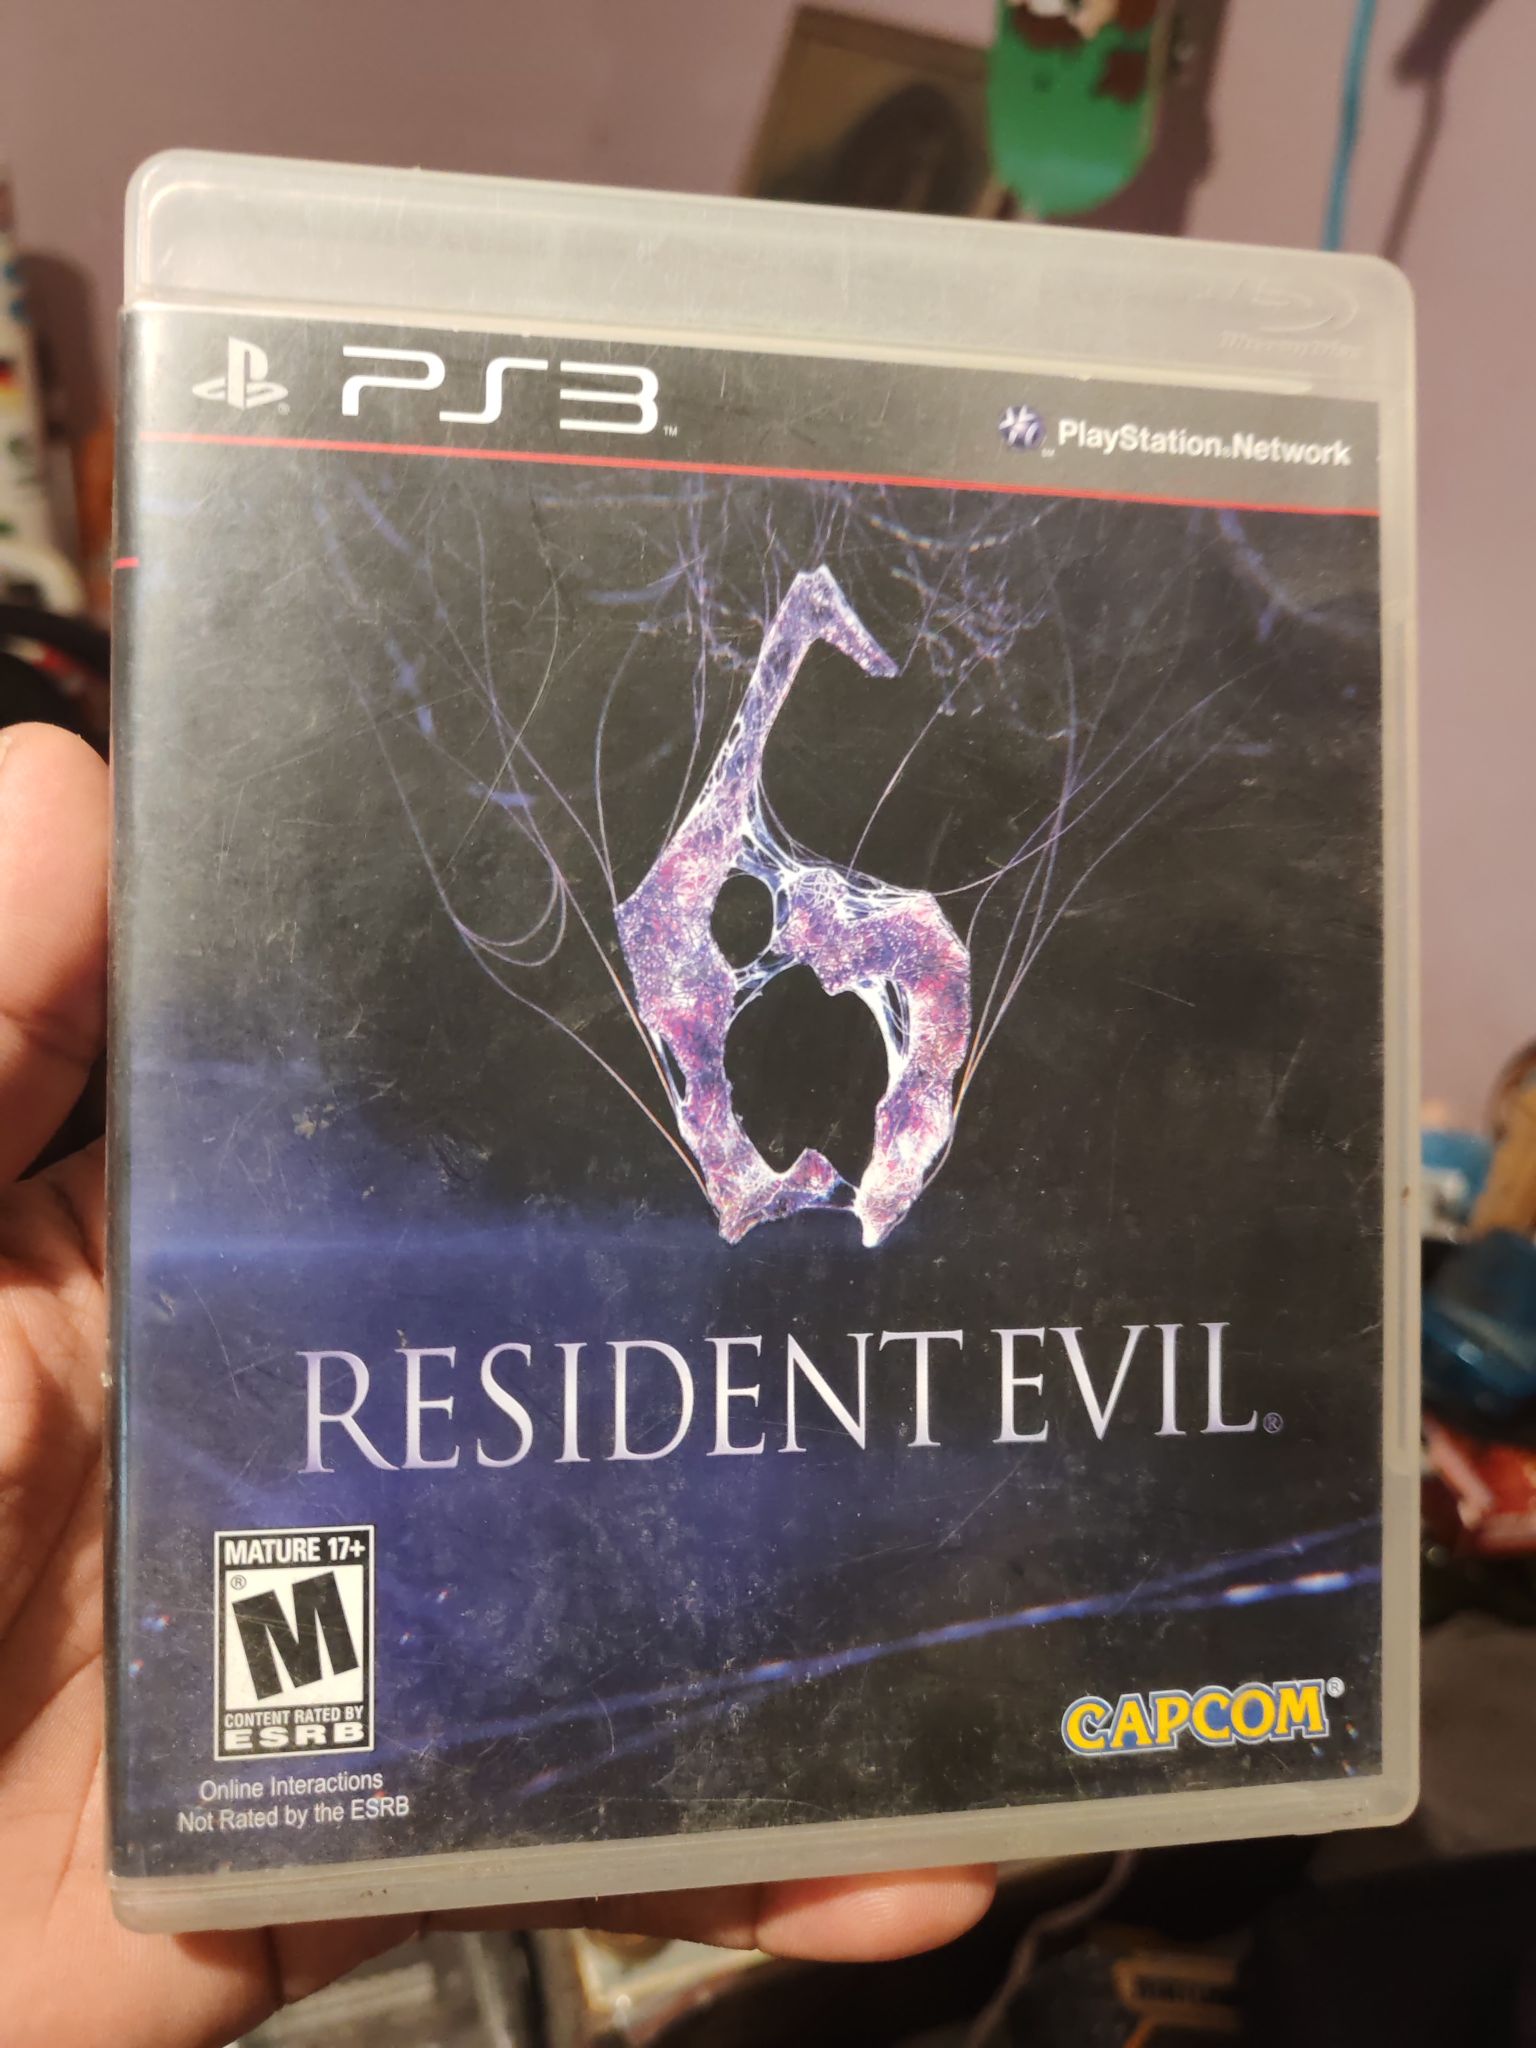 PS3™
PlayStation®Network
6
RESIDENT EVIL®
MATURE 17+
M®
CONTENT RATED BY
ESRB
Online Interactions
Not Rated by the ESRB
CAPCOM®